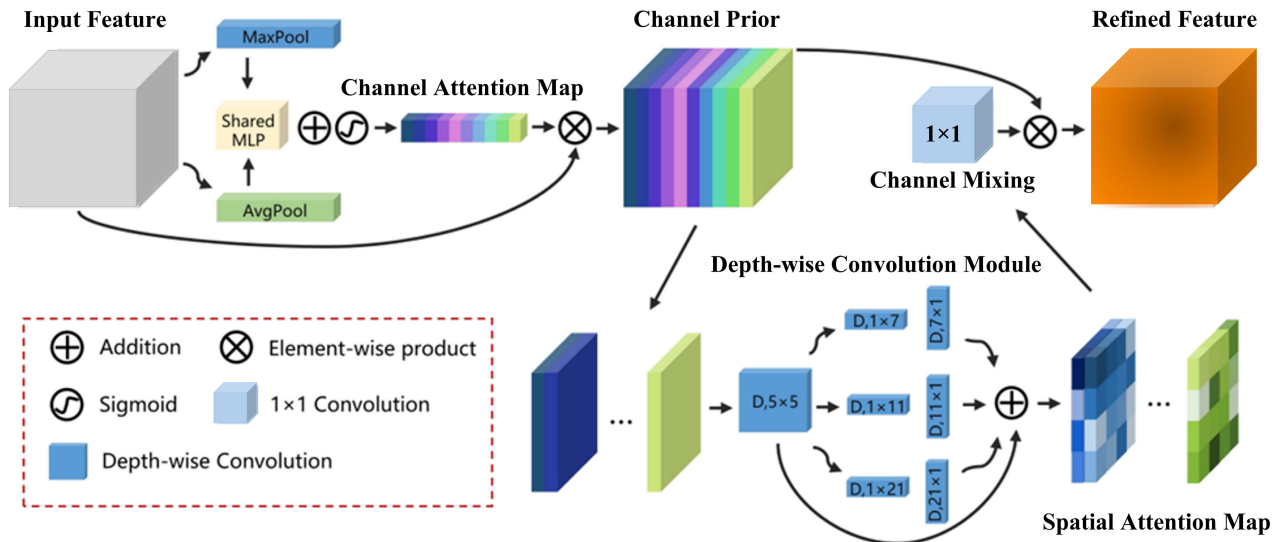 Input Feature
MaxPool
Shared
MLP
AvgPool
Channel Attention Map
Channel Prior
1×1
Channel Mixing
Refined Feature
Depth-wise Convolution Module
D,5×5
D,1×7
D,7×1
D,1×11
D,11×1
D,1×21
D,21×1
...
...
Spatial Attention Map
Addition
Element-wise product
Sigmoid
1×1 Convolution
Depth-wise Convolution